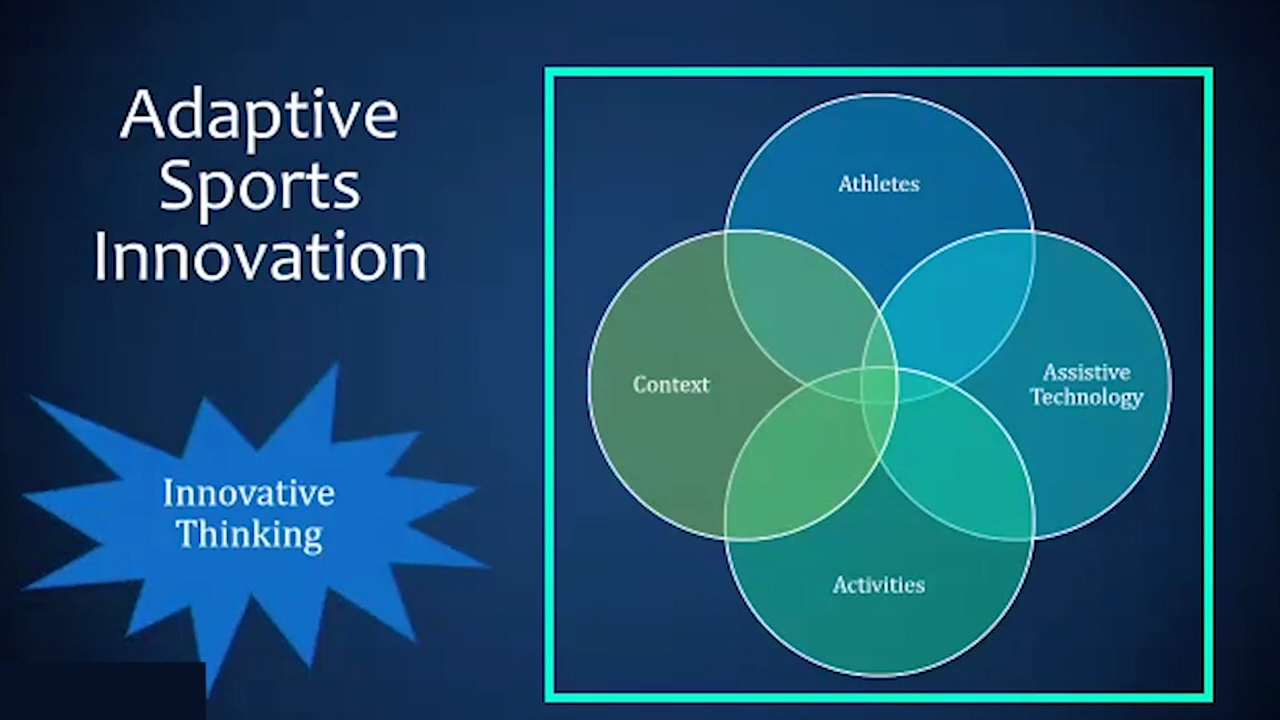 Adaptive
Sports
Innovation
Innovative
Thinking
Athletes
Context
Assistive
Technology
Activities